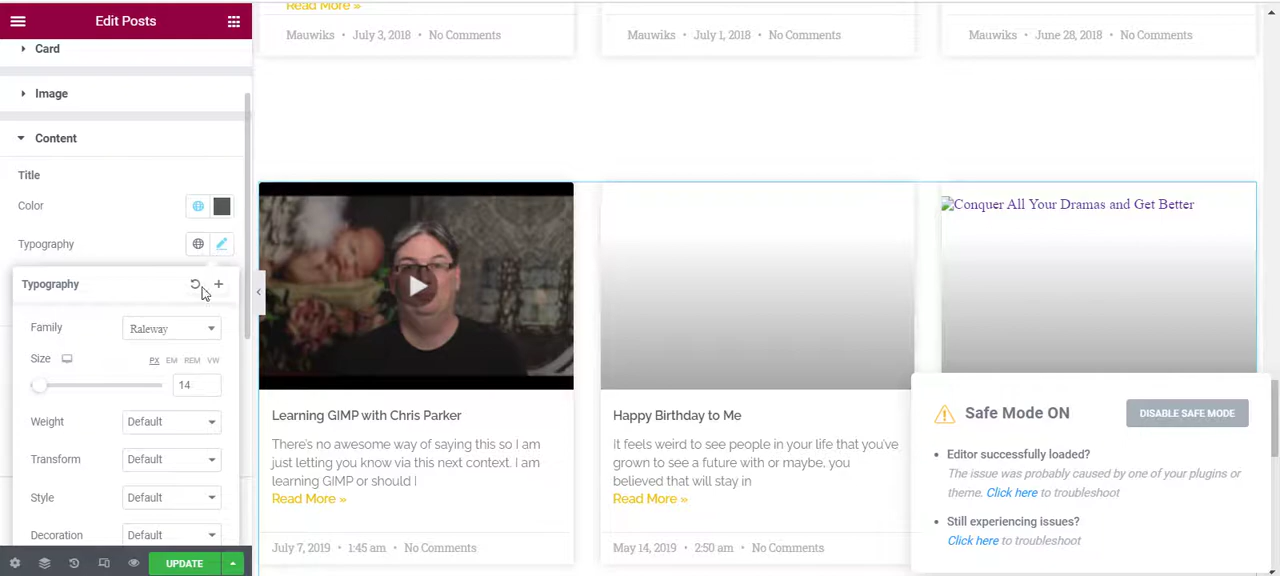 Edit Posts
Card
Image
Content
Title
Color
Typography
Typography
Family
Raleway
Size
PX EM REM VW
14
Weight
Default
Transform
Default
Style
Default
Decoration
Default
UPDATE
Read More »
Mauwiks • July 3, 2018 • No Comments
Mauwiks • July 1, 2018 • No Comments
Mauwiks • June 28, 2018 • No Comments
Conquer All Your Dramas and Get Better
Learning GIMP with Chris Parker
There's no awesome way of saying this so I am
just letting you know via this next context. I am
learning GIMP or should I
Read More »
July 7, 2019 • 1:45 am • No Comments
Happy Birthday to Me
It feels weird to see people in your life that you've
grown to see a future with or maybe, you
believed that will stay in
Read More »
May 14, 2019 • 2:50 am • No Comments
Safe Mode ON
DISABLE SAFE MODE
• Editor successfully loaded?
The issue was probably caused by one of your plugins or
theme. Click here to troubleshoot
• Still experiencing issues?
Click here to troubleshoot